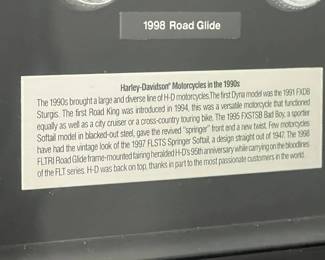 1998 Road Glide
Harley-Davidson® Motorcycles in the 1990s
The 1990s brought a large and diverse line of H-D motorcycles.The first Dyna model was the 1991 FXDB
Sturgis. The first Road King was introduced in 1994, this was a versatile motorcycle that functioned
equally as well as a city cruiser or a cross-country touring bike. The 1995 FXSTSB Bad Boy, a sportier
Softail model in blacked-out steel, gave the revived "springer" front end a new twist. Few motorcycles
have had the vintage look of the 1997 FLSTS Springer Softail, a design straight out of 1947. The 1998
FLTRI Road Glide frame-mounted fairing heralded H-D's 95th anniversary while carrying on the bloodlines
of the FLT series. H-D was back on top, thanks in part to the most passionate customers in the world.